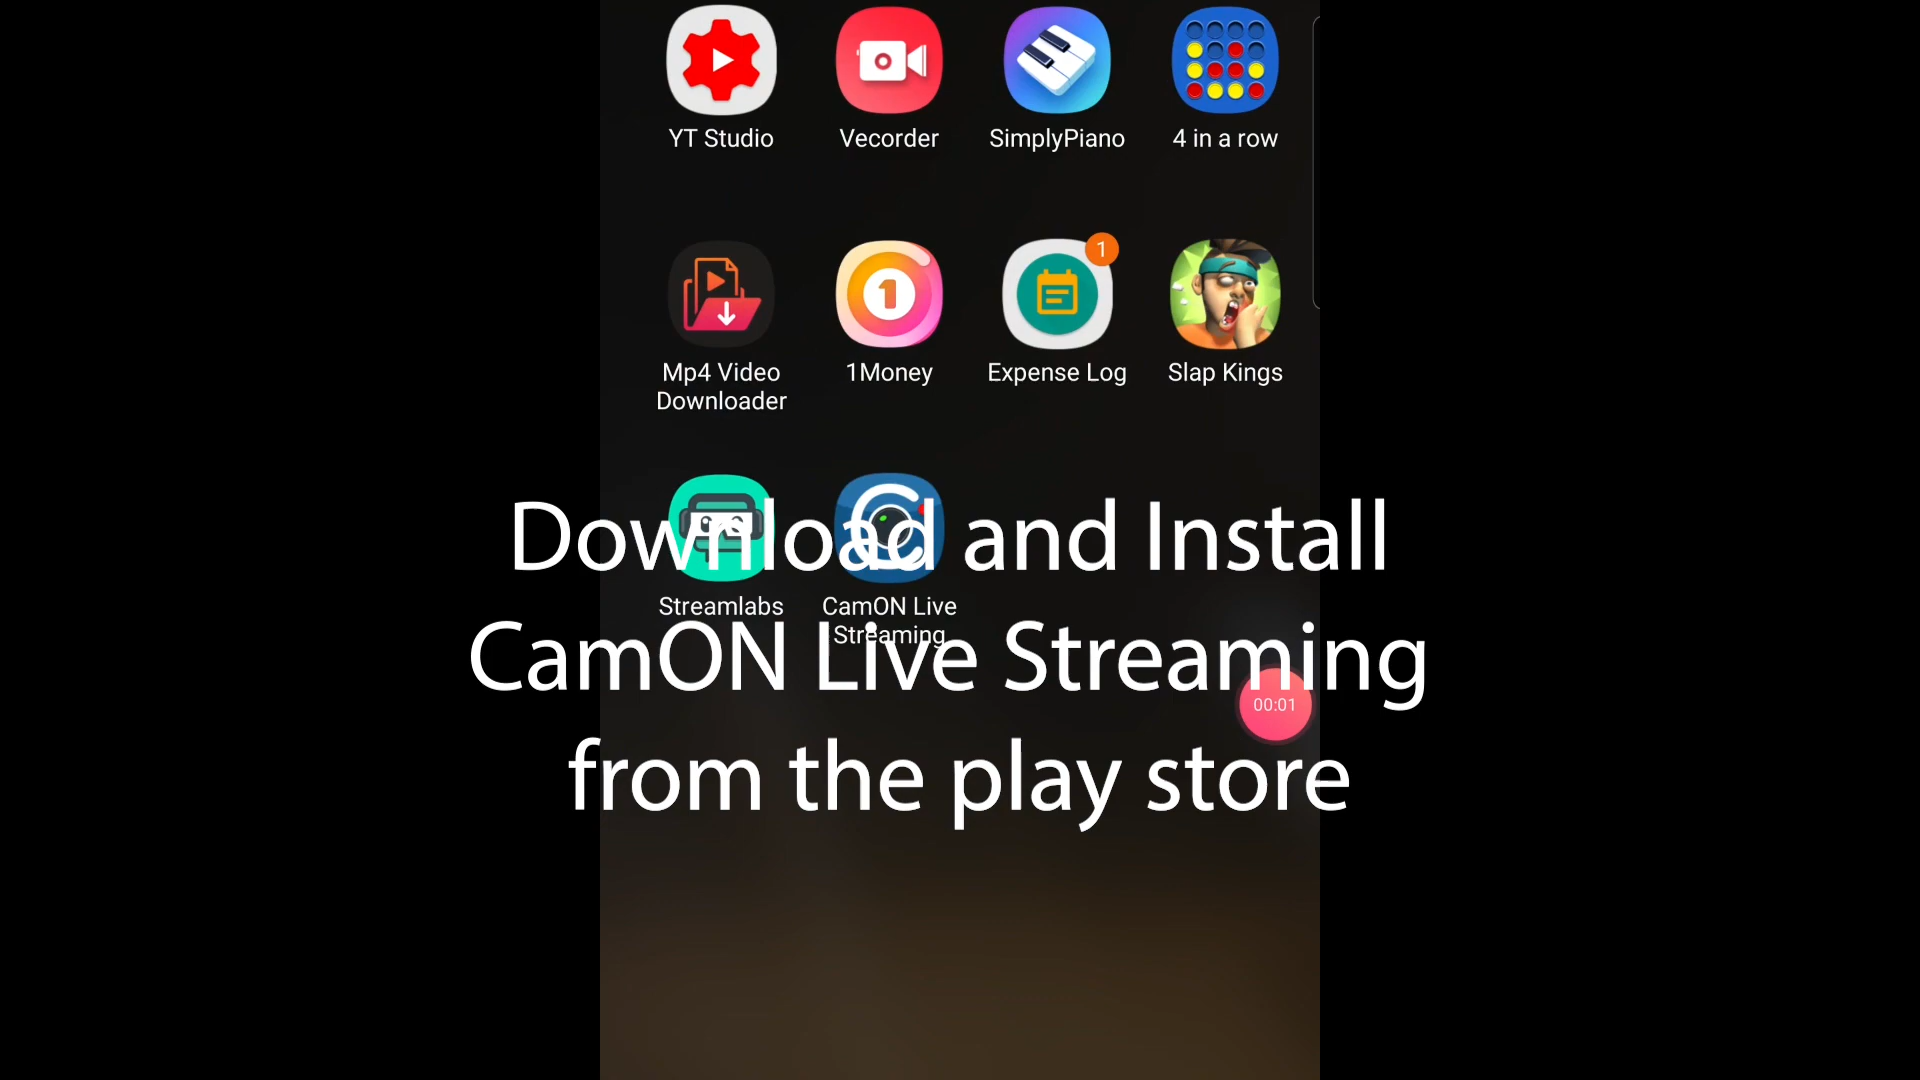 YT Studio
Vecorder
SimplyPiano
4 in a row
1
Mp4 Video
Downloader
1Money
Expense Log
Slap Kings
Streamlabs
CamON Live
Streaming
Download and Install
CamON Live Streaming
from the play store
00:01